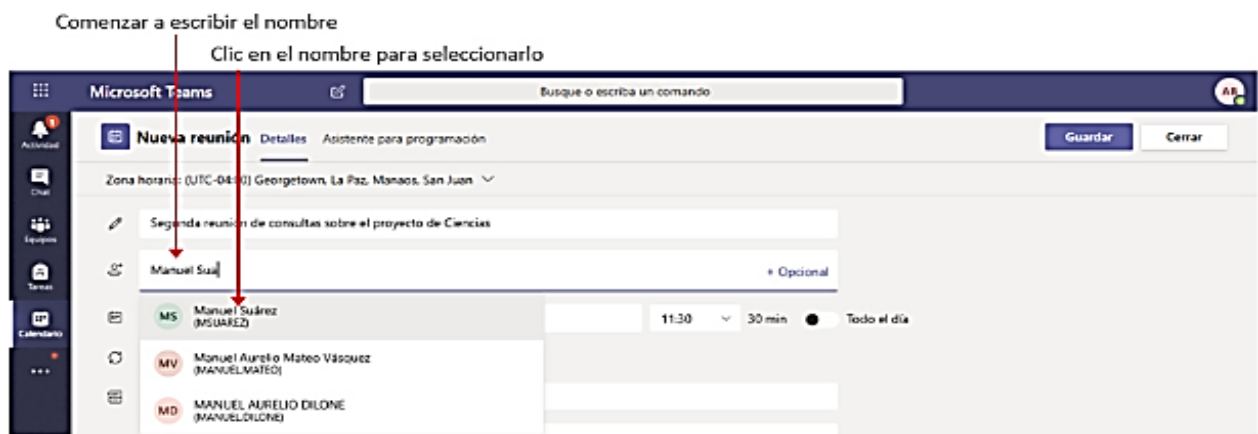 Comenzar a escribir el nombre
Clic en el nombre para seleccionarlo
Microsoft Teams Busque o escriba un comando AB
Actividad Nueva reunión Detalles Asistente para programación Guardar Cerrar
Chat Zona horaria: (UTC-04:00) Georgetown, La Paz, Manaos, San Juan
Equipos Segunda reunión de consultas sobre el proyecto de Ciencias
Tareas Manuel Sua + Opcional
Calendario MS Manuel Suárez 11:30 30 min Todo el día
(MSUAREZ)
MV Manuel Aurelio Mateo Vásquez
(MANUEL.MATEO)
MD MANUEL AURELIO DILONE
(MANUEL.DILONE)